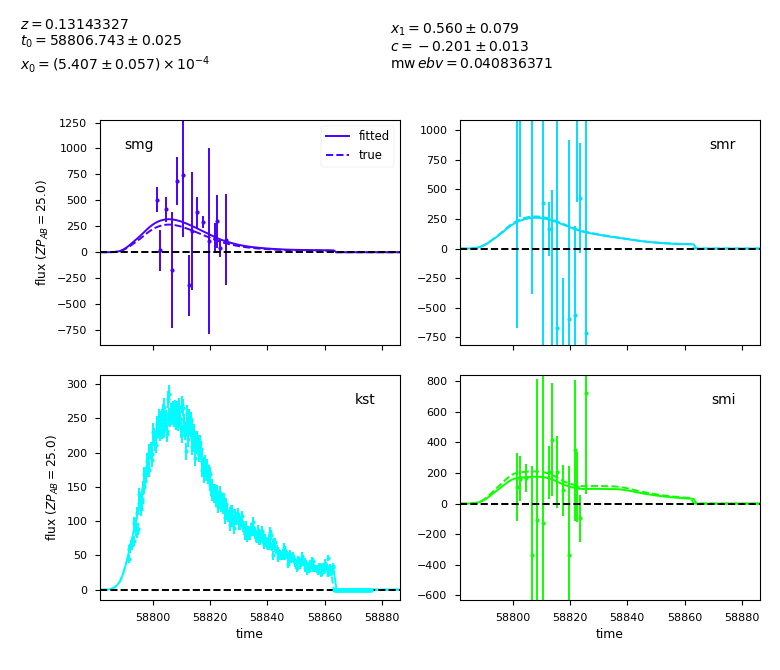 z = 0.13143327
t₀ = 58806.743 ± 0.025
x₀ = (5.407 ± 0.057) × 10⁻⁴
x₁ = 0.560 ± 0.079
c = −0.201 ± 0.013
mw ebv = 0.040836371
smg
fitted
true
1250
1000
750
500
250
0
−250
−500
−750
flux (ZP_AB = 25.0)
smr
1000
750
500
250
0
−250
−500
−750
kst
300
250
200
150
100
50
0
flux (ZP_AB = 25.0)
58800 58820 58840 58860 58880
time
smi
800
600
400
200
0
−200
−400
−600
58800 58820 58840 58860 58880
time